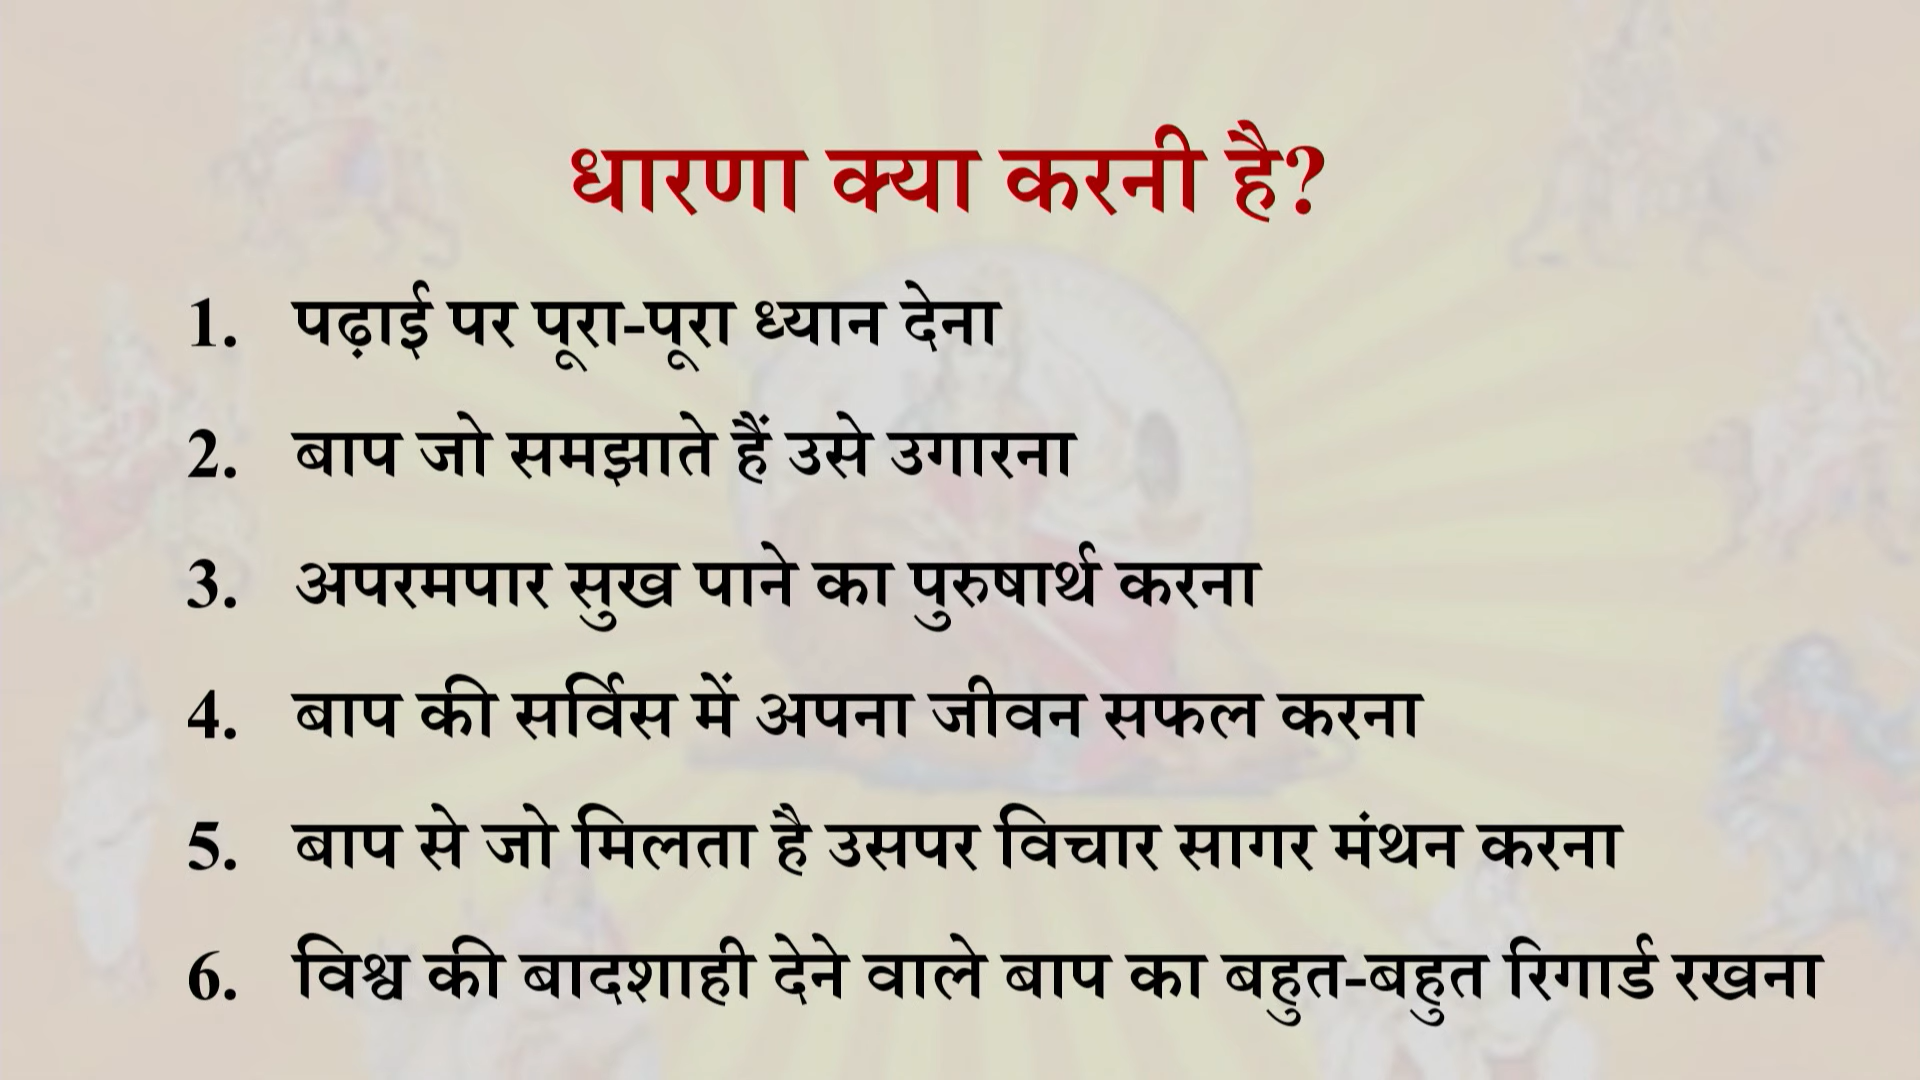 धारणा क्या करनी है?
1. पढ़ाई पर पूरा-पूरा ध्यान देना
2. बाप जो समझाते हैं उसे उगारना
3. अपरमपार सुख पाने का पुरुषार्थ करना
4. बाप की सर्विस में अपना जीवन सफल करना
5. बाप से जो मिलता है उसपर विचार सागर मंथन करना
6. विश्व की बादशाही देने वाले बाप का बहुत-बहुत रिगार्ड रखना